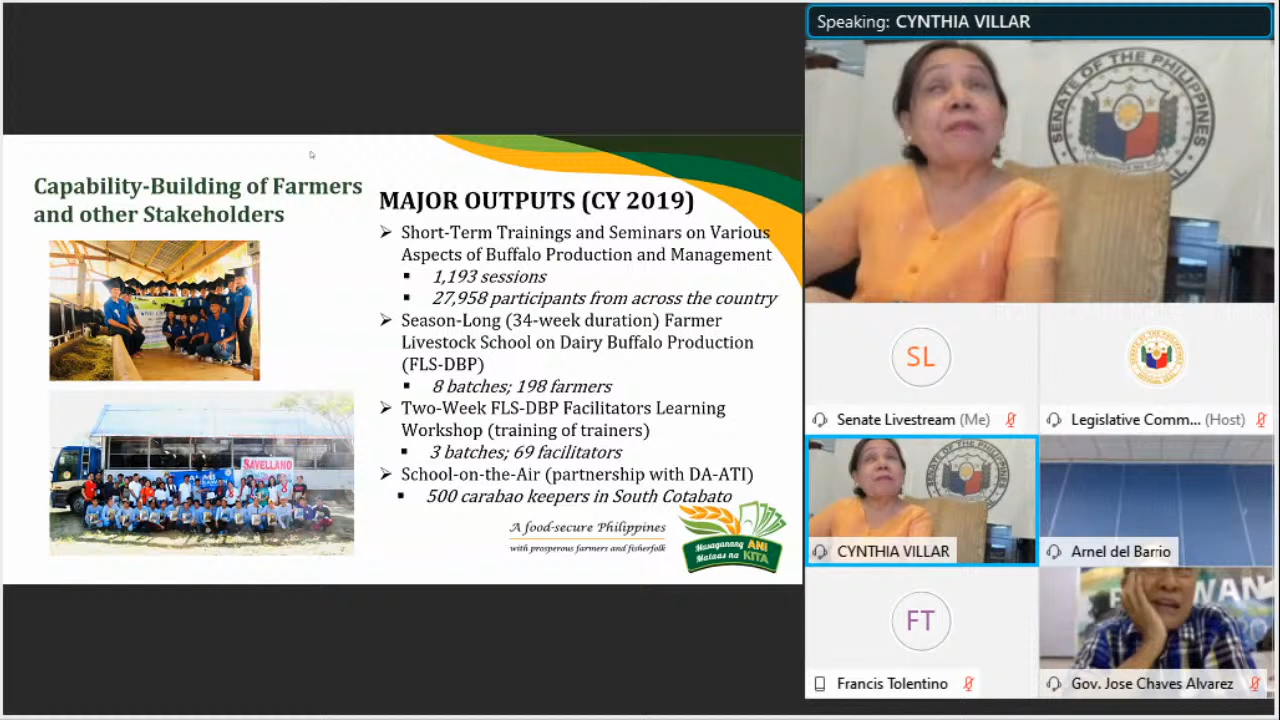 Capability-Building of Farmers
and other Stakeholders
MAJOR OUTPUTS (CY 2019)
➢ Short-Term Trainings and Seminars on Various
Aspects of Buffalo Production and Management
▪ 1,193 sessions
▪ 27,958 participants from across the country
➢ Season-Long (34-week duration) Farmer
Livestock School on Dairy Buffalo Production
(FLS-DBP)
▪ 8 batches; 198 farmers
➢ Two-Week FLS-DBP Facilitators Learning
Workshop (training of trainers)
▪ 3 batches; 69 facilitators
➢ School-on-the-Air (partnership with DA-ATI)
▪ 500 carabao keepers in South Cotabato
SAVELLANO
A food-secure Philippines
with prosperous farmers and fisherfolk
Masaganang ANI
Mataas na KITA
Speaking: CYNTHIA VILLAR
SENATE OF THE PHILIPPINES
SL
Senate Livestream (Me)
Legislative Comm... (Host)
CYNTHIA VILLAR
Arnel del Barrio
FT
Francis Tolentino
Gov. Jose Chaves Alvarez